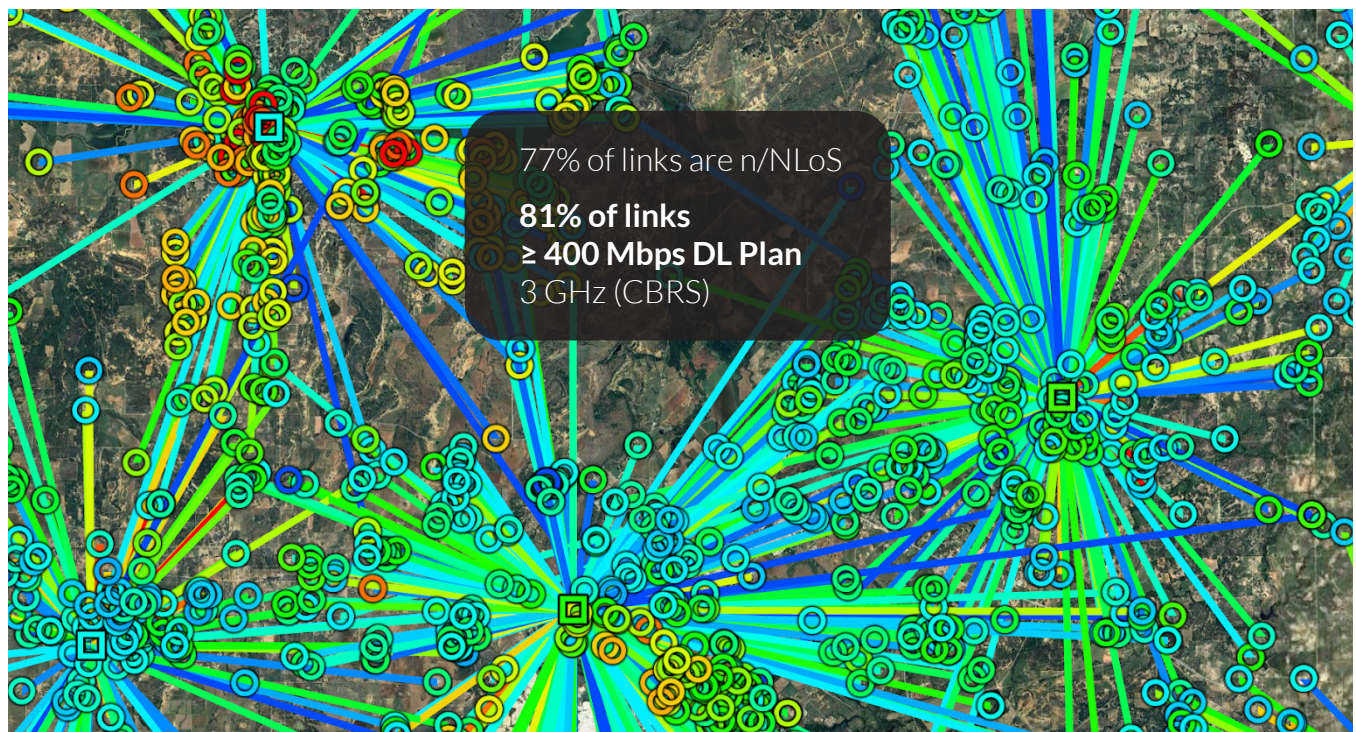 77% of links are n/NLoS
81% of links
≥ 400 Mbps DL Plan
3 GHz (CBRS)